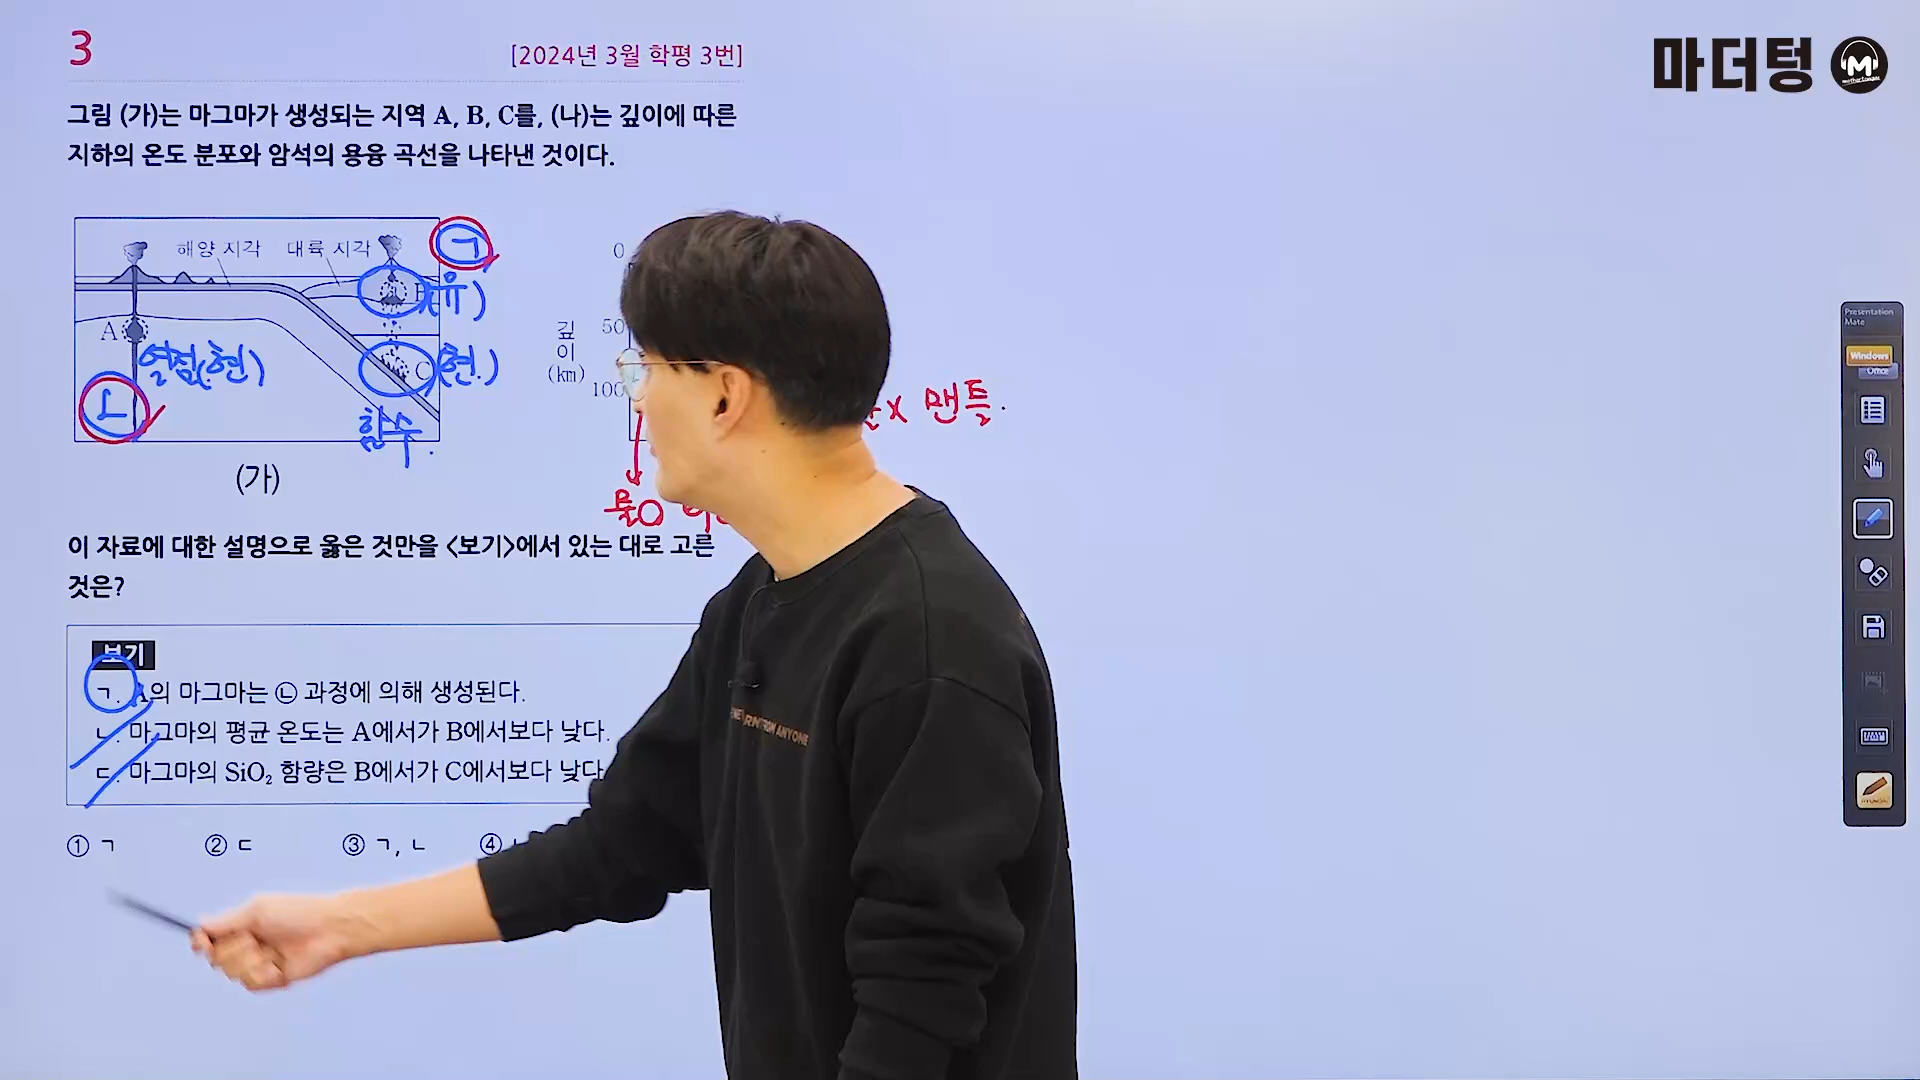 3
[2024년 3월 학평 3번]
마더텅
그림 (가)는 마그마가 생성되는 지역 A, B, C를, (나)는 깊이에 따른
지하의 온도 분포와 암석의 용융 곡선을 나타낸 것이다.
해양 지각
대륙 지각
ㄱ
(유)
A
열점(현)
C (현.)
ㄴ
함수.
(가)
0
50
100
깊이
(km)
x 맨틀.
물O
이 자료에 대한 설명으로 옳은 것만을 <보기>에서 있는 대로 고른
것은?
보기
ㄱ. A의 마그마는 ㉡ 과정에 의해 생성된다.
ㄴ. 마그마의 평균 온도는 A에서가 B에서보다 낮다.
ㄷ. 마그마의 SiO₂ 함량은 B에서가 C에서보다 낮다
① ㄱ ② ㄷ ③ ㄱ, ㄴ ④
Presentation
Mate
Windows
Office